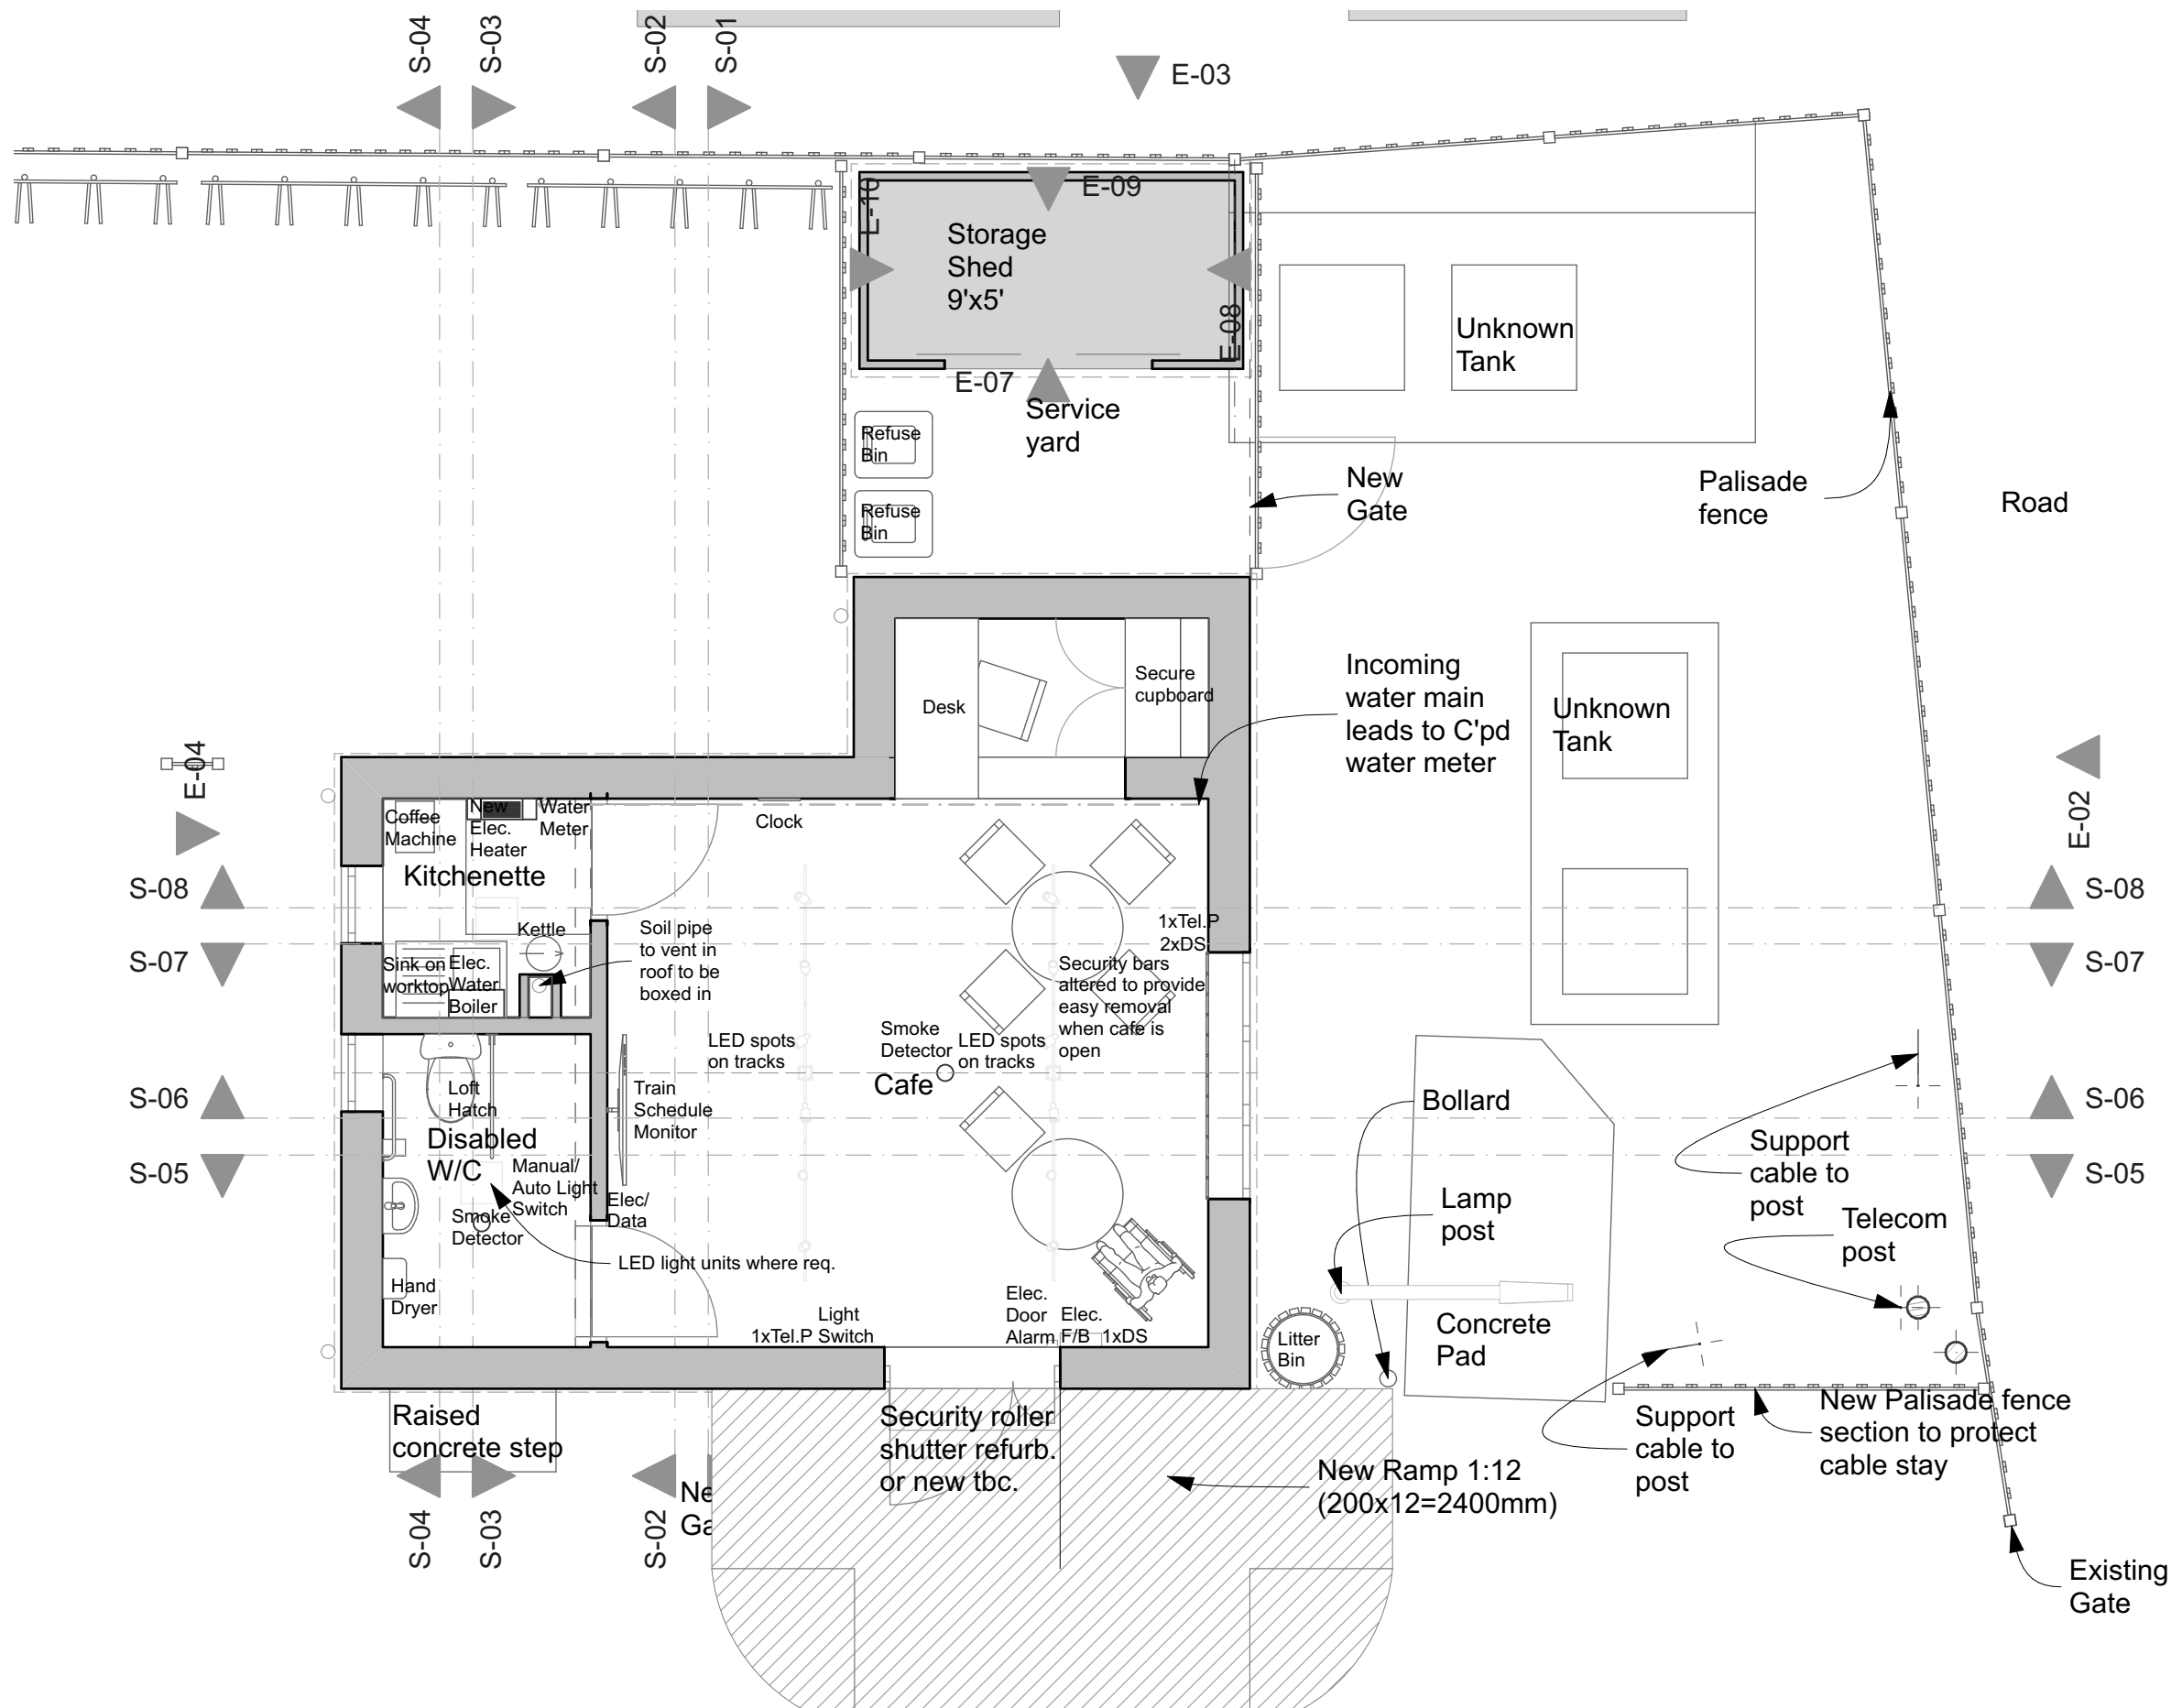 S-04
S-03
S-02
S-01
E-03
E-10
E-09
Storage
Shed
9'x5'
E-08
E-07
Unknown
Tank
Service
yard
Refuse
Bin
Refuse
Bin
New
Gate
Palisade
fence
Road
Desk
Secure
cupboard
Incoming
water main
leads to C'pd
water meter
Unknown
Tank
E-04
E-02
Coffee
Machine
New
Elec.
Heater
Water
Meter
Clock
Kitchenette
S-08
S-08
S-07
S-07
Kettle
Sink on
worktop
Elec.
Water
Boiler
Soil pipe
to vent in
roof to be
boxed in
1xTel.P
2xDS
Security bars
altered to provide
easy removal
when cafe is
open
LED spots
on tracks
Smoke
Detector
LED spots
on tracks
Cafe
S-06
S-06
S-05
S-05
Loft
Hatch
Disabled
W/C
Train
Schedule
Monitor
Manual/
Auto Light
Switch
Elec/
Data
Smoke
Detector
LED light units where req.
Hand
Dryer
Light
1xTel.P Switch
Elec.
Door
Alarm
Elec.
F/B 1xDS
Bollard
Lamp
post
Support
cable to
post
Telecom
post
Litter
Bin
Concrete
Pad
Raised
concrete step
Security roller
shutter refurb.
or new tbc.
New Ramp 1:12
(200x12=2400mm)
Support
cable to
post
New Palisade fence
section to protect
cable stay
Existing
Gate
S-04
S-03
S-02
Ne
Ga